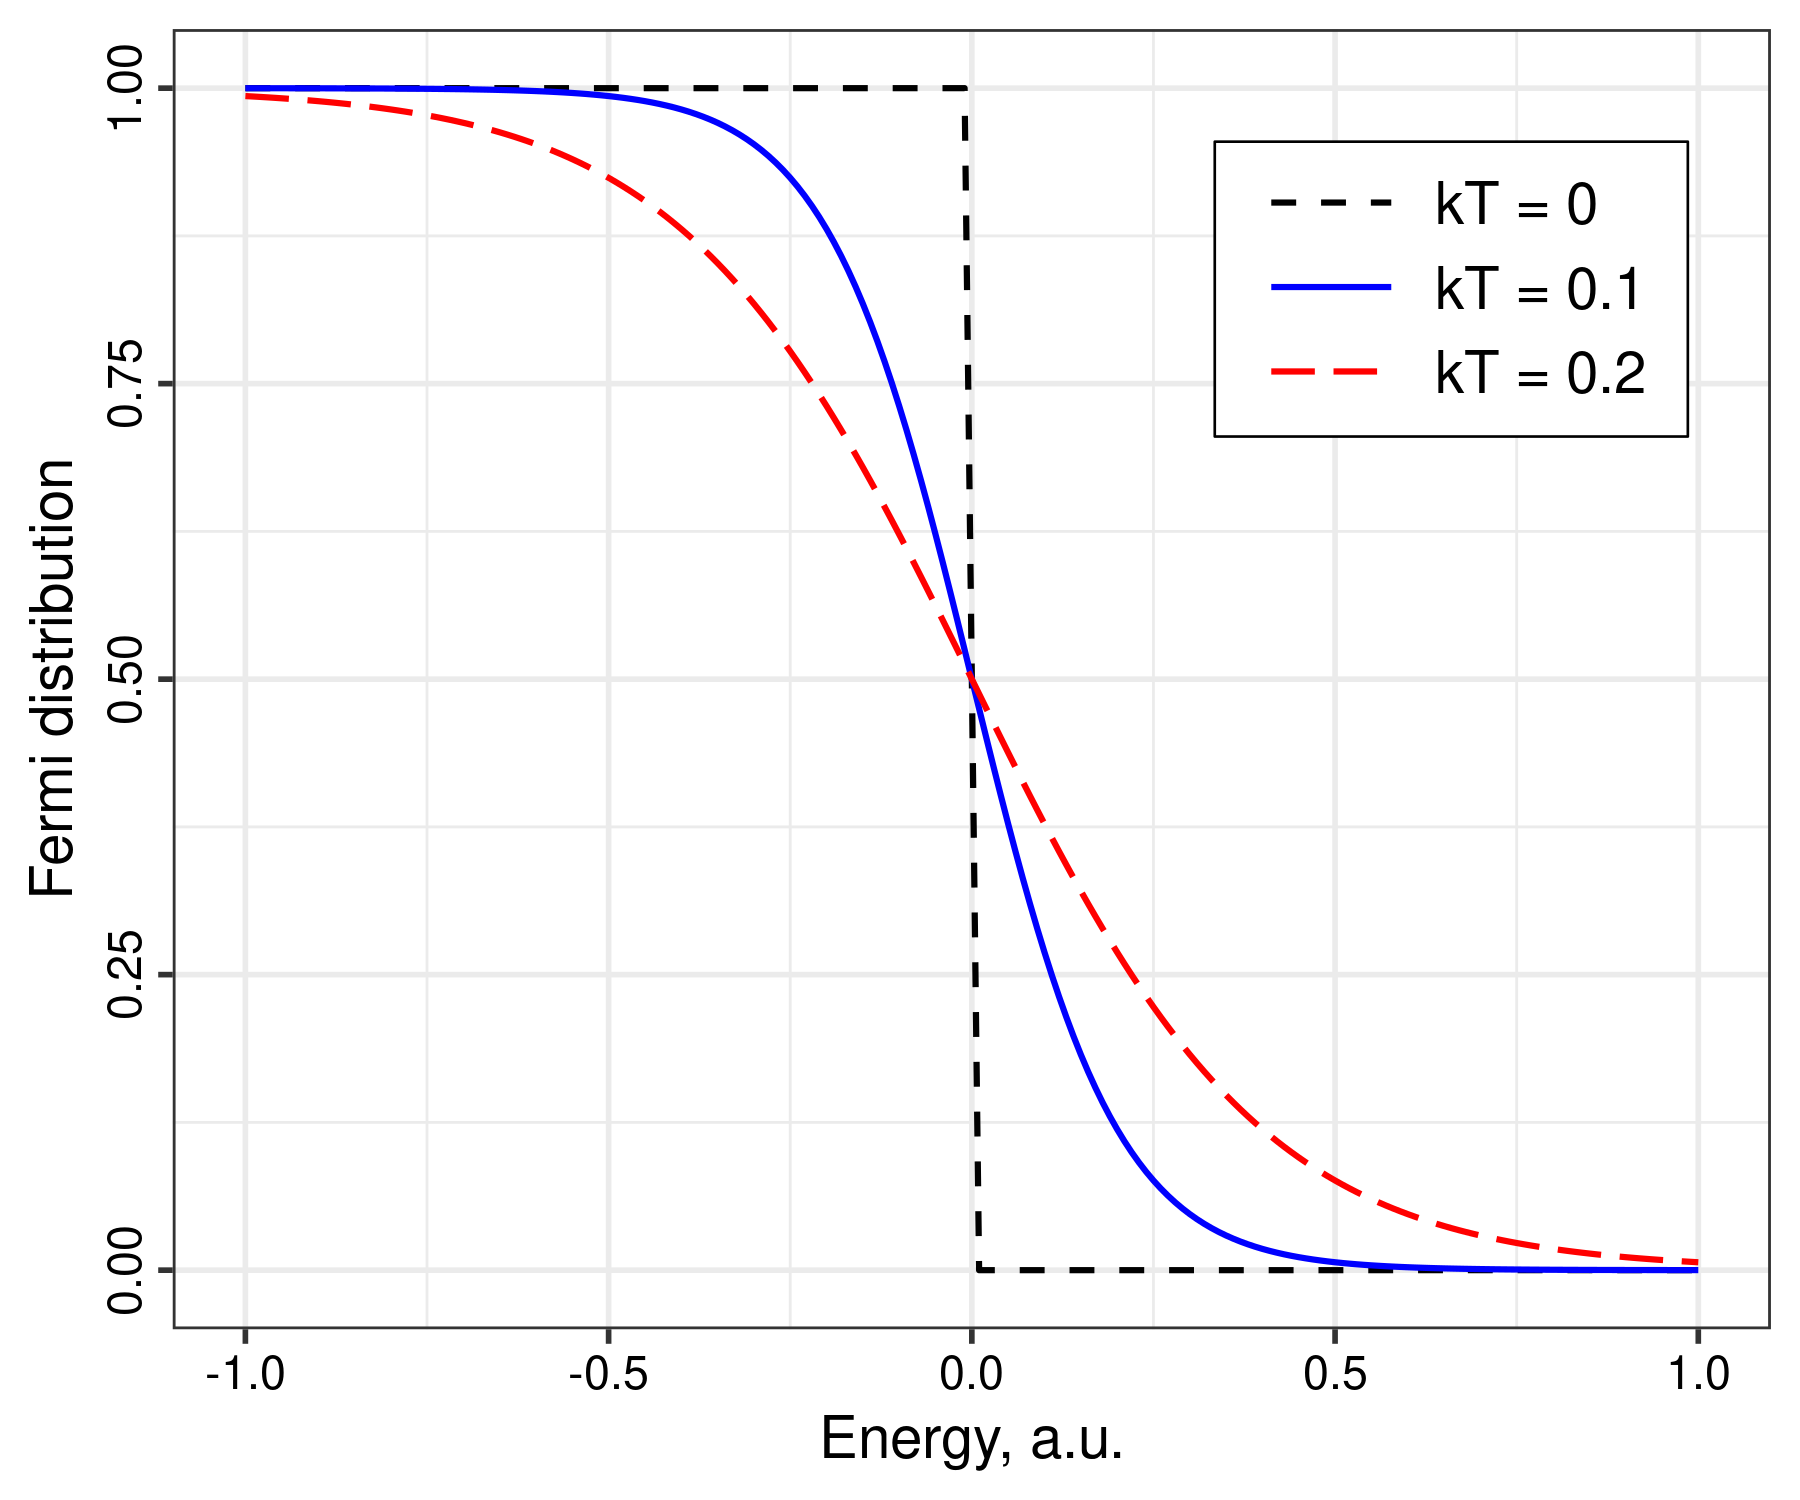 Fermi distribution
1.00
0.75
0.50
0.25
0.00
kT = 0
kT = 0.1
kT = 0.2
-1.0 -0.5 0.0 0.5 1.0
Energy, a.u.